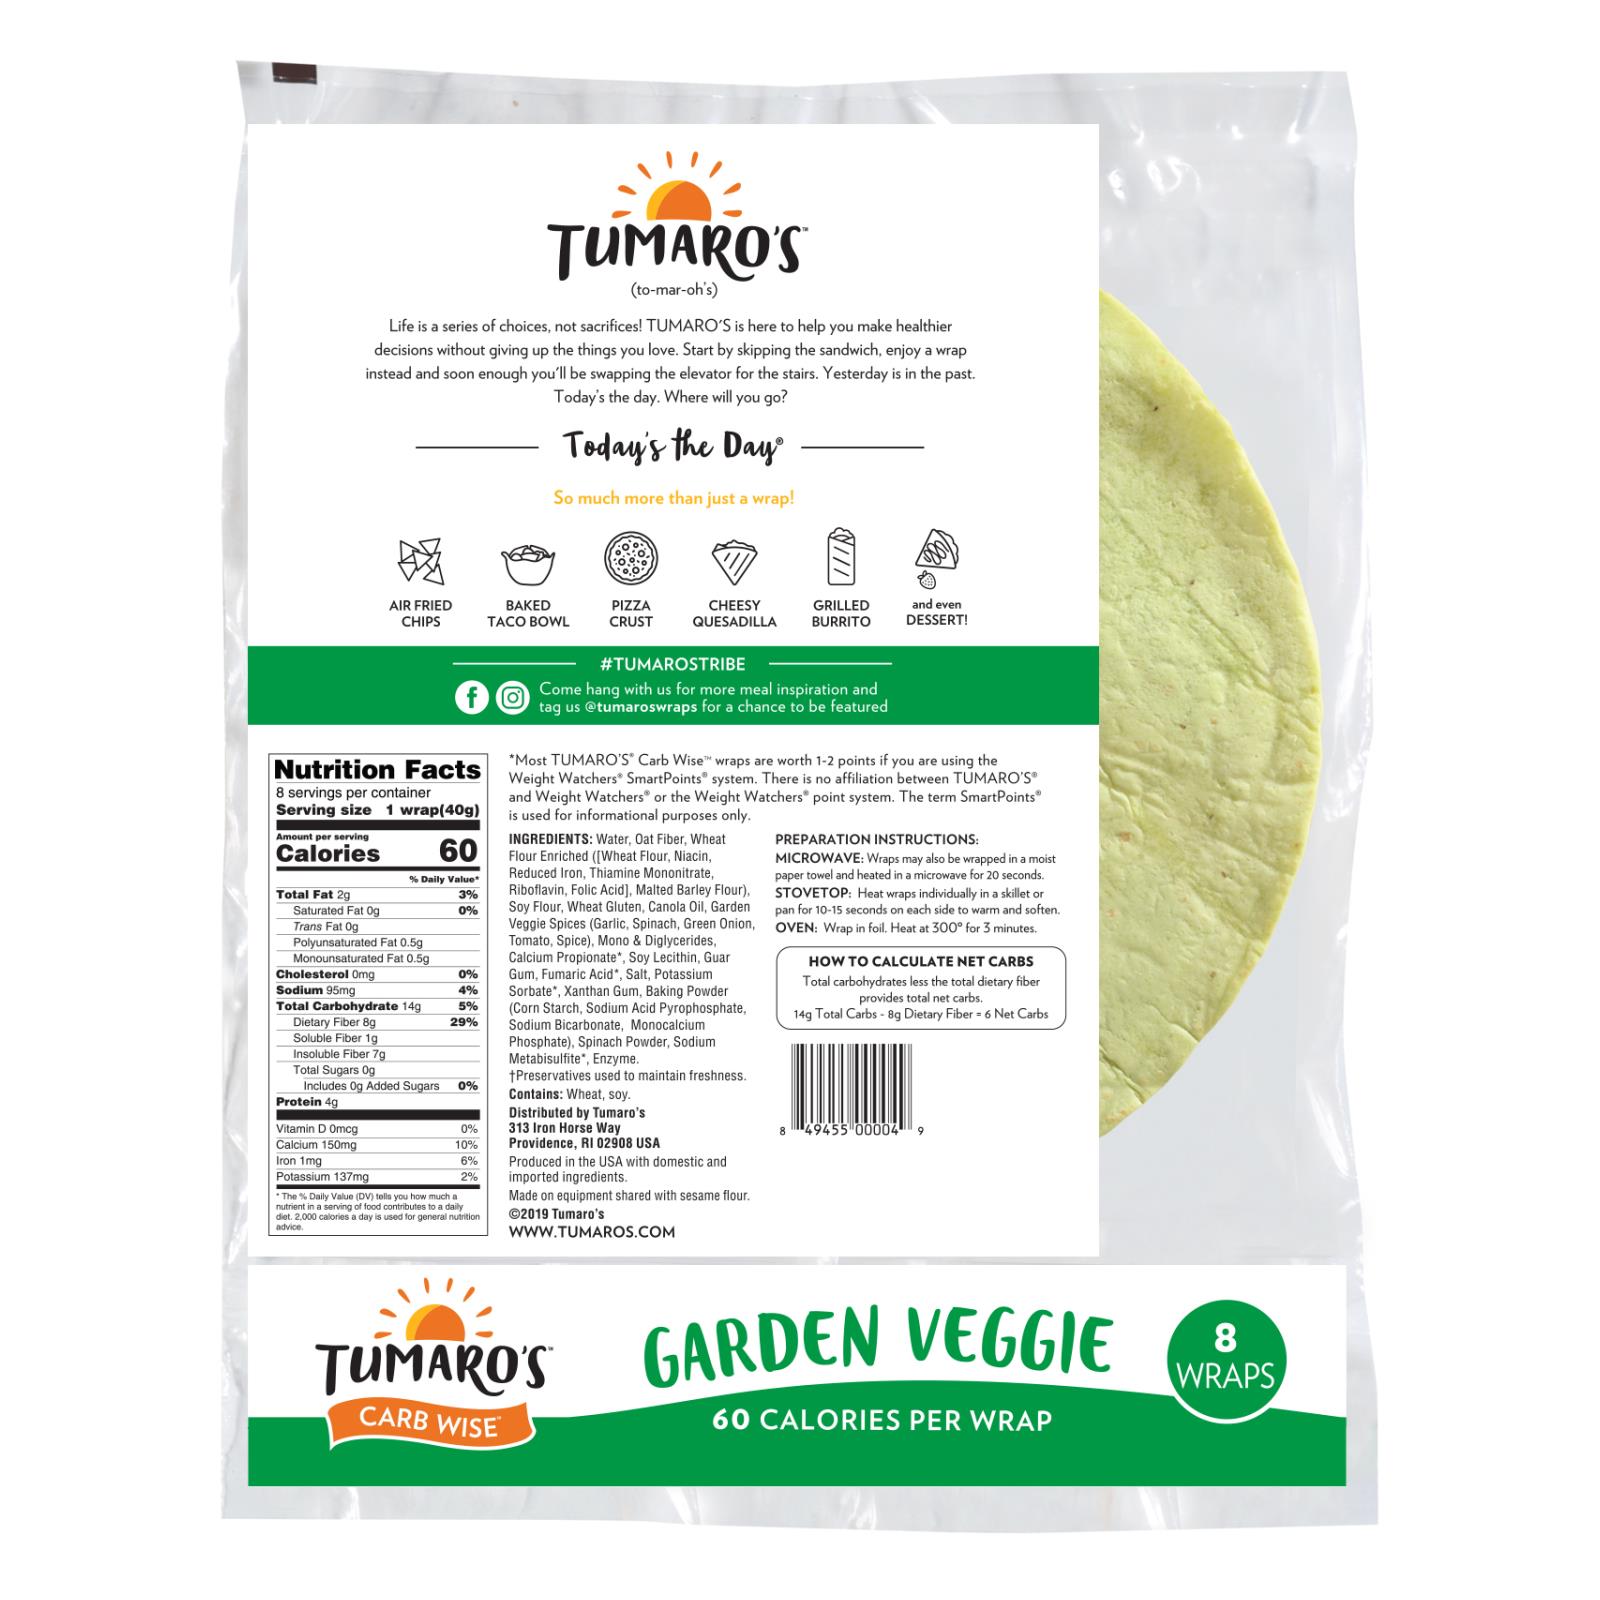 TUMARO'S™
(to-mar-oh's)
Life is a series of choices, not sacrifices! TUMARO'S is here to help you make healthier
decisions without giving up the things you love. Start by skipping the sandwich, enjoy a wrap
instead and soon enough you'll be swapping the elevator for the stairs. Yesterday is in the past.
Today's the day. Where will you go?
Today's the Day®
So much more than just a wrap!
AIR FRIED
CHIPS
BAKED
TACO BOWL
PIZZA
CRUST
CHEESY
QUESADILLA
GRILLED
BURRITO
and even
DESSERT!
#TUMAROSTRIBE
Come hang with us for more meal inspiration and
tag us @tumaroswraps for a chance to be featured
Nutrition Facts
8 servings per container
Serving size 1 wrap(40g)
Amount per serving
Calories 60
% Daily Value*
Total Fat 2g 3%
Saturated Fat 0g 0%
Trans Fat 0g
Polyunsaturated Fat 0.5g
Monounsaturated Fat 0.5g
Cholesterol 0mg 0%
Sodium 95mg 4%
Total Carbohydrate 14g 5%
Dietary Fiber 8g 29%
Soluble Fiber 1g
Insoluble Fiber 7g
Total Sugars 0g
Includes 0g Added Sugars 0%
Protein 4g
Vitamin D 0mcg 0%
Calcium 150mg 10%
Iron 1mg 6%
Potassium 137mg 2%
* The % Daily Value (DV) tells you how much a
nutrient in a serving of food contributes to a daily
diet. 2,000 calories a day is used for general nutrition
advice.
*Most TUMARO'S® Carb Wise™ wraps are worth 1-2 points if you are using the
Weight Watchers® SmartPoints® system. There is no affiliation between TUMARO'S®
and Weight Watchers® or the Weight Watchers® point system. The term SmartPoints®
is used for informational purposes only.
INGREDIENTS: Water, Oat Fiber, Wheat
Flour Enriched ([Wheat Flour, Niacin,
Reduced Iron, Thiamine Mononitrate,
Riboflavin, Folic Acid], Malted Barley Flour),
Soy Flour, Wheat Gluten, Canola Oil, Garden
Veggie Spices (Garlic, Spinach, Green Onion,
Tomato, Spice), Mono & Diglycerides,
Calcium Propionate*, Soy Lecithin, Guar
Gum, Fumaric Acid*, Salt, Potassium
Sorbate*, Xanthan Gum, Baking Powder
(Corn Starch, Sodium Acid Pyrophosphate,
Sodium Bicarbonate, Monocalcium
Phosphate), Spinach Powder, Sodium
Metabisulfite*, Enzyme.
†Preservatives used to maintain freshness.
Contains: Wheat, soy.
Distributed by Tumaro's
313 Iron Horse Way
Providence, RI 02908 USA
Produced in the USA with domestic and
imported ingredients.
Made on equipment shared with sesame flour.
©2019 Tumaro's
WWW.TUMAROS.COM
PREPARATION INSTRUCTIONS:
MICROWAVE: Wraps may also be wrapped in a moist
paper towel and heated in a microwave for 20 seconds.
STOVETOP: Heat wraps individually in a skillet or
pan for 10-15 seconds on each side to warm and soften.
OVEN: Wrap in foil. Heat at 300° for 3 minutes.
HOW TO CALCULATE NET CARBS
Total carbohydrates less the total dietary fiber
provides total net carbs.
14g Total Carbs - 8g Dietary Fiber = 6 Net Carbs
8 49455 00004 9
TUMARO'S™
CARB WISE™
GARDEN VEGGIE
60 CALORIES PER WRAP
8
WRAPS